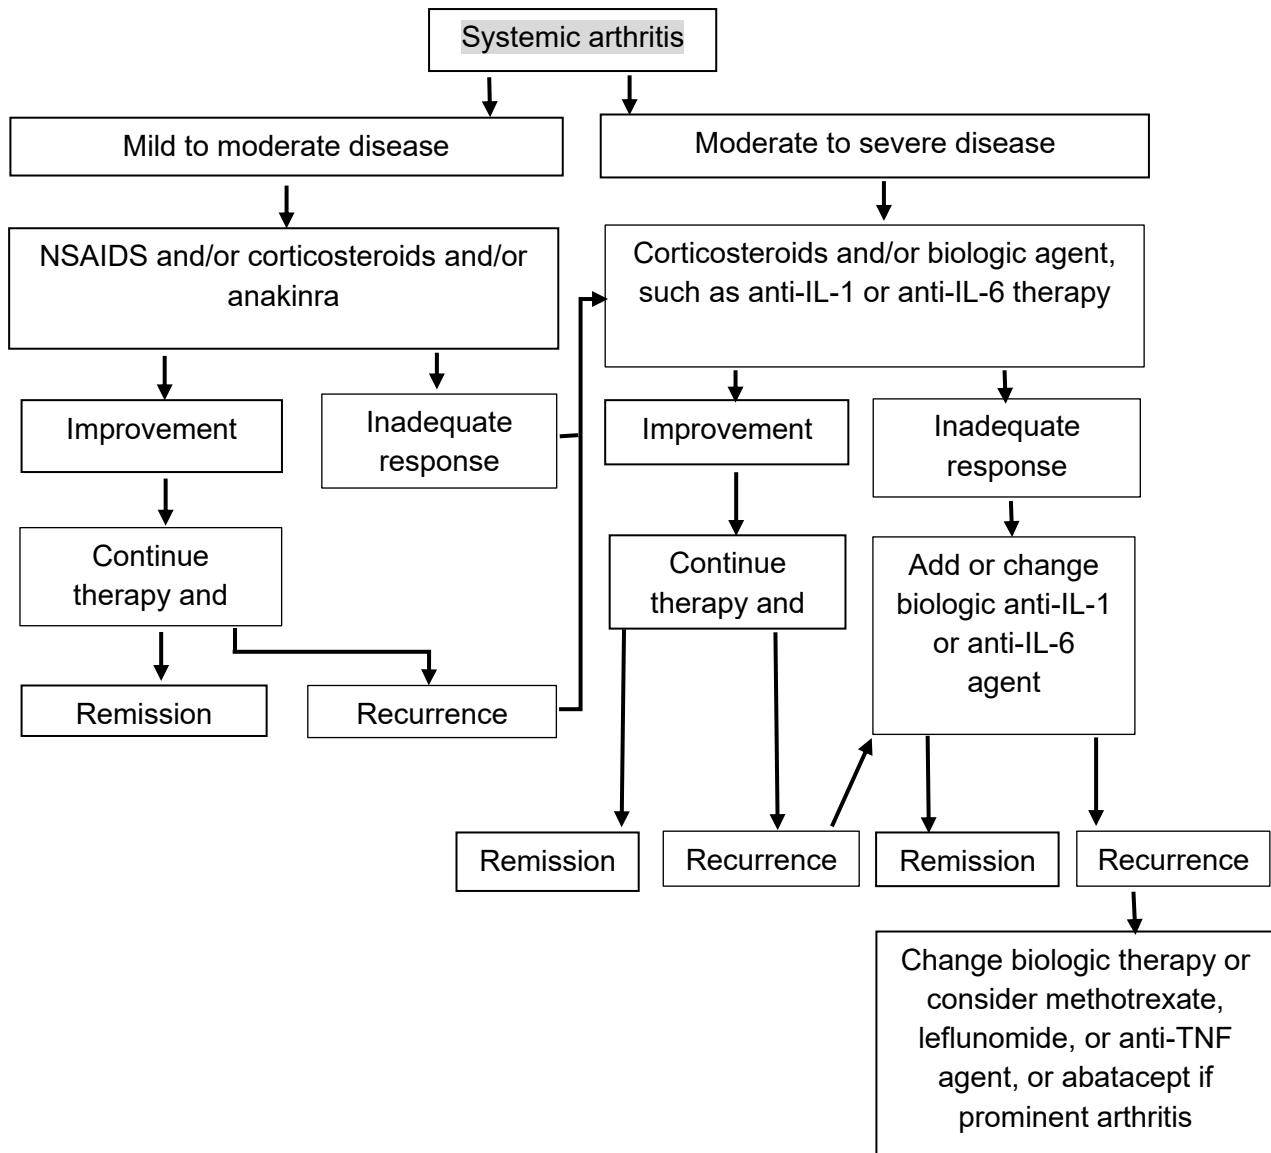 Systemic arthritis
Mild to moderate disease
Moderate to severe disease
NSAIDS and/or corticosteroids and/or
anakinra
Corticosteroids and/or biologic agent,
such as anti-IL-1 or anti-IL-6 therapy
Improvement
Inadequate
response
Improvement
Inadequate
response
Continue
therapy and
Continue
therapy and
Add or change
biologic anti-IL-1
or anti-IL-6
agent
Remission
Recurrence
Remission
Recurrence
Remission
Recurrence
Change biologic therapy or
consider methotrexate,
leflunomide, or anti-TNF
agent, or abatacept if
prominent arthritis